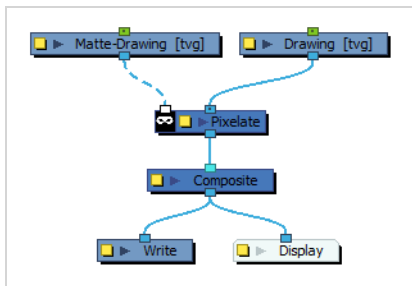 Matte-Drawing [tvg]
Drawing [tvg]
Pixelate
Composite
Write
Display